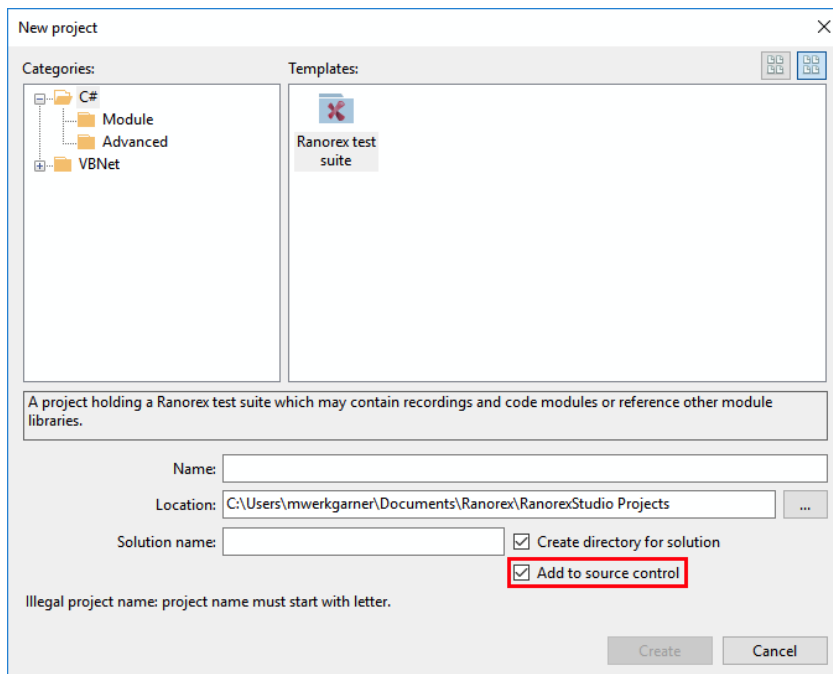 New project
Categories:
Templates:
C#
Module
Advanced
VBNet
Ranorex test
suite
A project holding a Ranorex test suite which may contain recordings and code modules or reference other module
libraries.
Name:
Location: C:\Users\mwerkgarner\Documents\Ranorex\RanorexStudio Projects
...
Solution name:
Create directory for solution
Add to source control
Illegal project name: project name must start with letter.
Create
Cancel